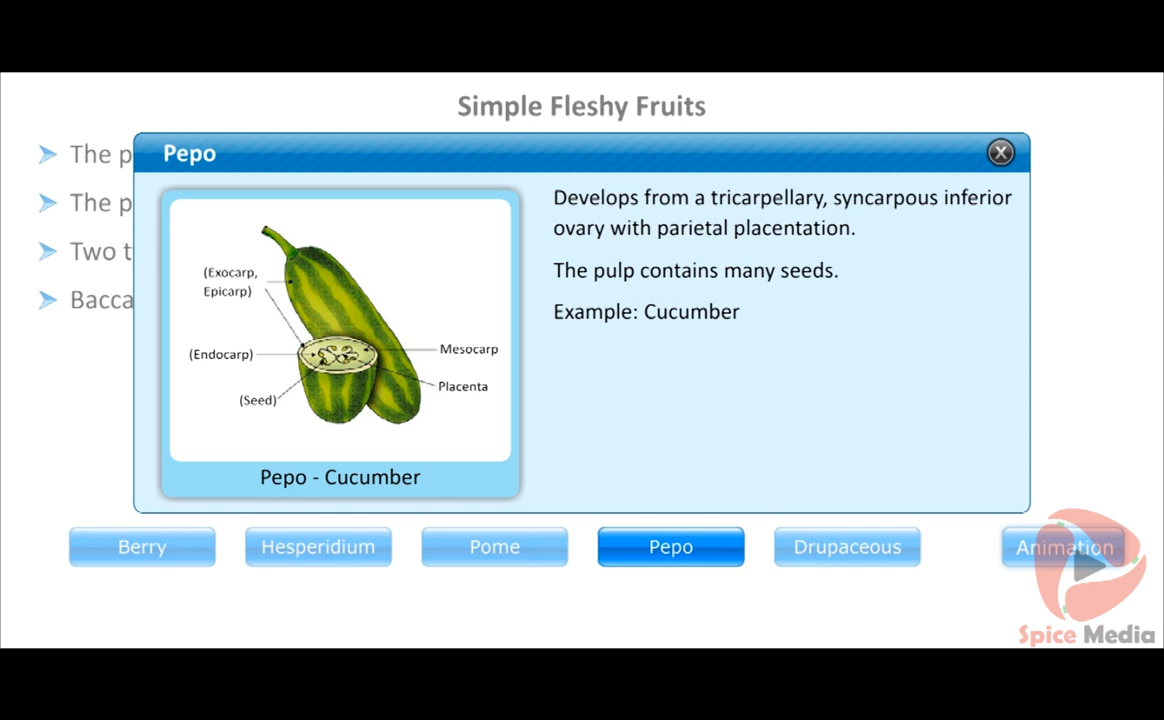 Simple Fleshy Fruits
The p
The p
Two t
Bacca
Pepo
X
(Exocarp,
Epicarp)
(Endocarp)
(Seed)
Mesocarp
Placenta
Pepo - Cucumber
Develops from a tricarpellary, syncarpous inferior
ovary with parietal placentation.
The pulp contains many seeds.
Example: Cucumber
Berry
Hesperidium
Pome
Pepo
Drupaceous
Animation
Spice Media